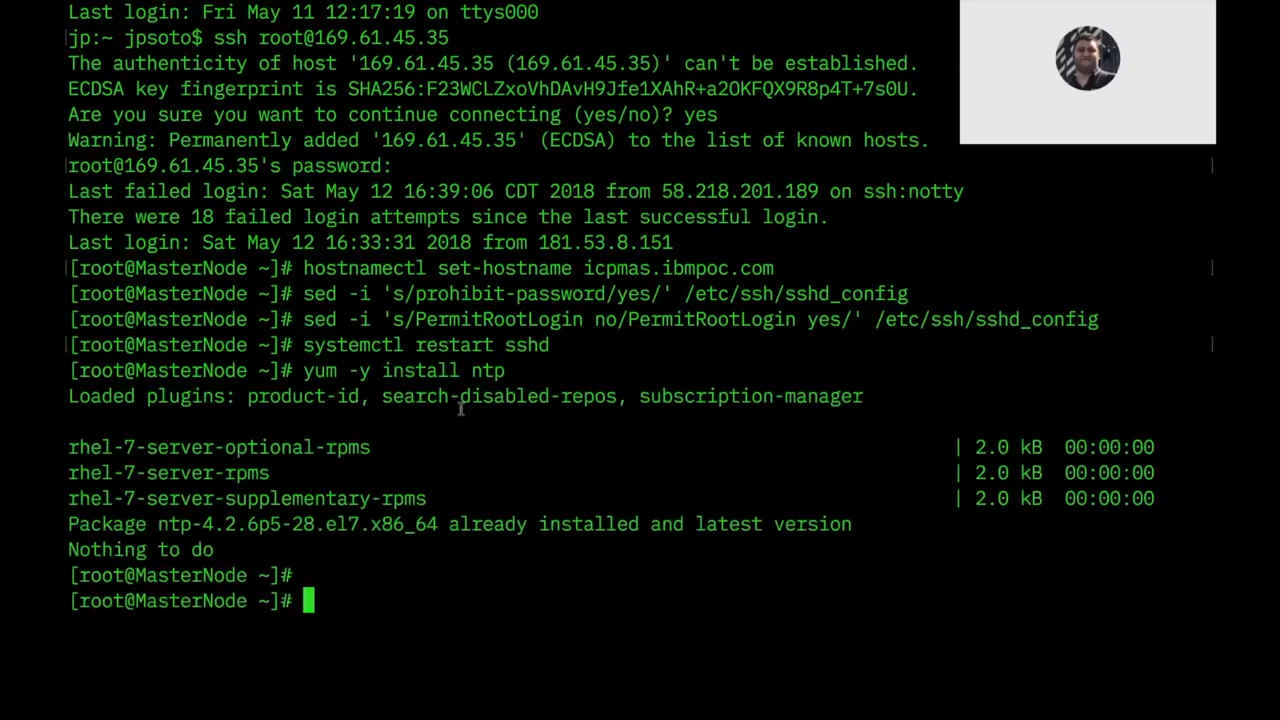 Last login: Fri May 11 12:17:19 on ttys000
jp:~ jpsoto$ ssh root@169.61.45.35
The authenticity of host '169.61.45.35 (169.61.45.35)' can't be established.
ECDSA key fingerprint is SHA256:F23WCLZxoVhDAvH9Jfe1XAhR+a2OKFQX9R8p4T+7s0U.
Are you sure you want to continue connecting (yes/no)? yes
Warning: Permanently added '169.61.45.35' (ECDSA) to the list of known hosts.
root@169.61.45.35's password:
Last failed login: Sat May 12 16:39:06 CDT 2018 from 58.218.201.189 on ssh:notty
There were 18 failed login attempts since the last successful login.
Last login: Sat May 12 16:33:31 2018 from 181.53.8.151
[root@MasterNode ~]# hostnamectl set-hostname icpmas.ibmpoc.com
[root@MasterNode ~]# sed -i 's/prohibit-password/yes/' /etc/ssh/sshd_config
[root@MasterNode ~]# sed -i 's/PermitRootLogin no/PermitRootLogin yes/' /etc/ssh/sshd_config
[root@MasterNode ~]# systemctl restart sshd
[root@MasterNode ~]# yum -y install ntp
Loaded plugins: product-id, search-disabled-repos, subscription-manager
rhel-7-server-optional-rpms | 2.0 kB 00:00:00
rhel-7-server-rpms | 2.0 kB 00:00:00
rhel-7-server-supplementary-rpms | 2.0 kB 00:00:00
Package ntp-4.2.6p5-28.el7.x86_64 already installed and latest version
Nothing to do
[root@MasterNode ~]#
[root@MasterNode ~]#